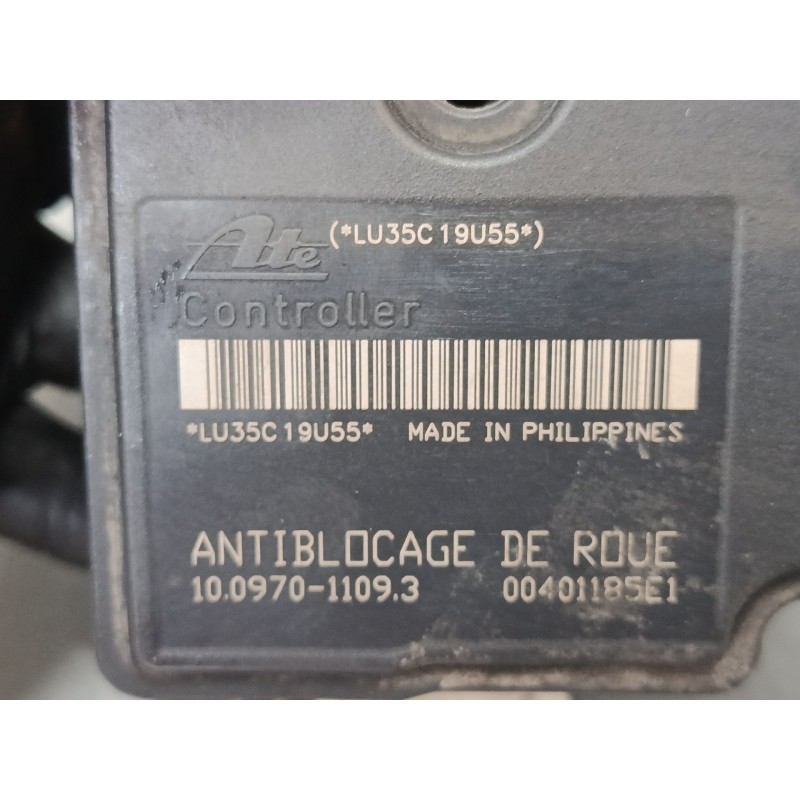 Ate (*LU35C19U55*)
Controller
*LU35C19U55* MADE IN PHILIPPINES
ANTIBLOCAGE DE ROUE
10.0970-1109.3 00401185E1